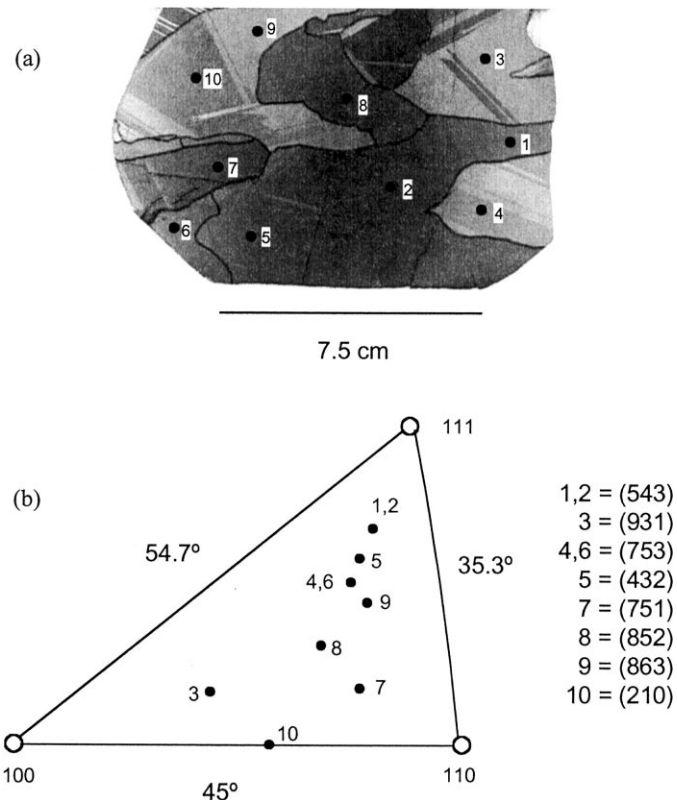 (a)
9
3
10
8
1
7
2
4
6
5
7.5 cm
111
(b)
1,2
54.7º
5
35.3º
4,6
9
8
3
7
10
100
110
45º
1,2 = (543)
3 = (931)
4,6 = (753)
5 = (432)
7 = (751)
8 = (852)
9 = (863)
10 = (210)